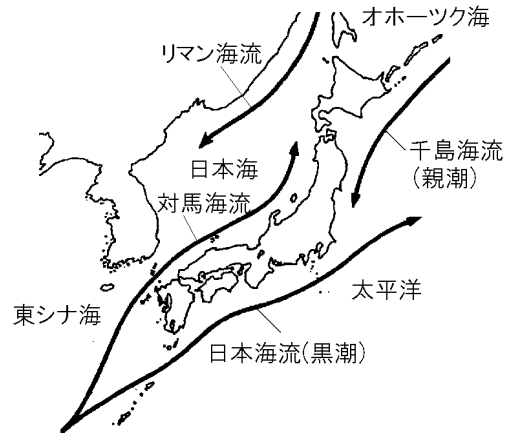 オホーツク海
リマン海流
千島海流
(親潮)
日本海
対馬海流
太平洋
東シナ海
日本海流(黒潮)